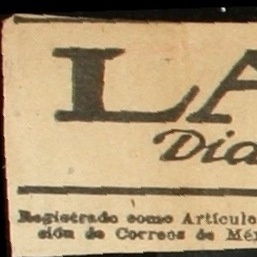 LA
Dia
Registrado como Artículo
ción de Correos de Méx